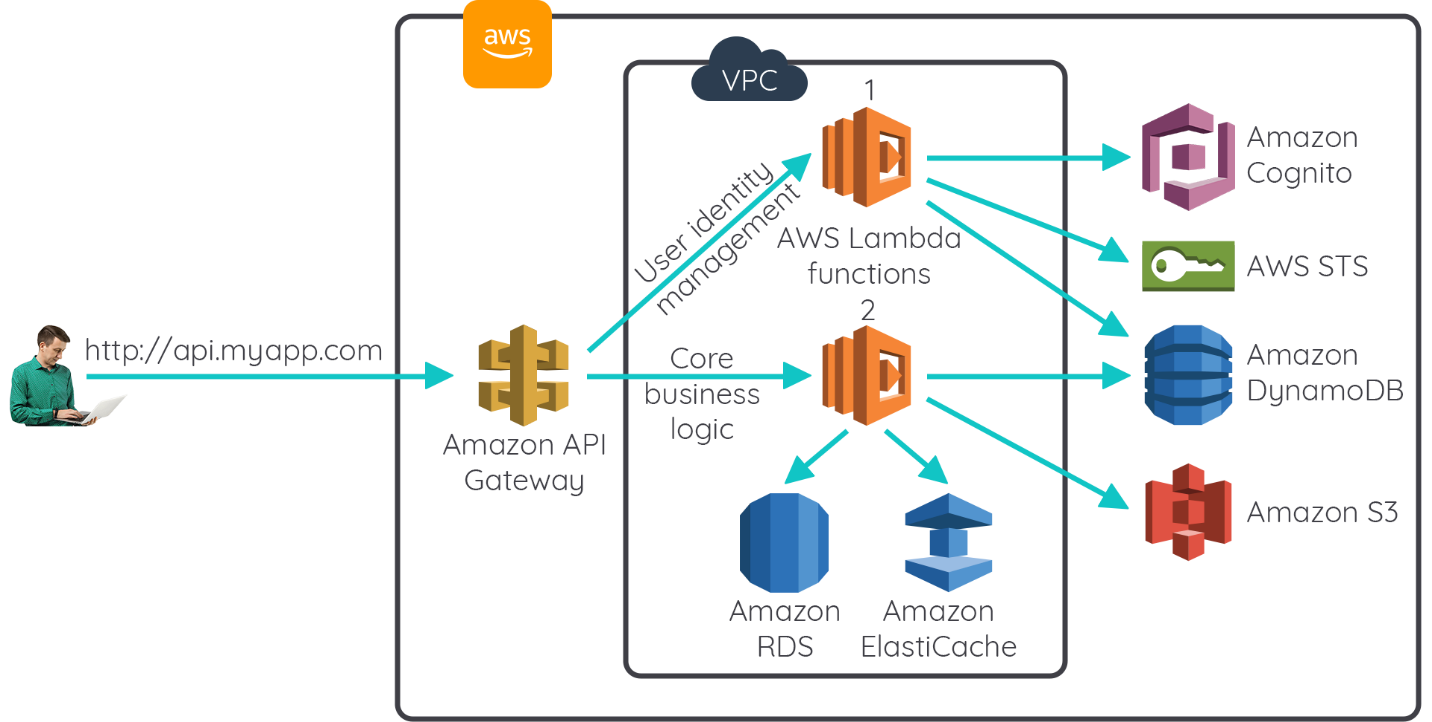 aws
VPC
1
User identity
management
AWS Lambda
functions
2
Amazon
Cognito
AWS STS
http://api.myapp.com
Core
business
logic
Amazon
DynamoDB
Amazon API
Gateway
Amazon S3
Amazon
RDS
Amazon
ElastiCache